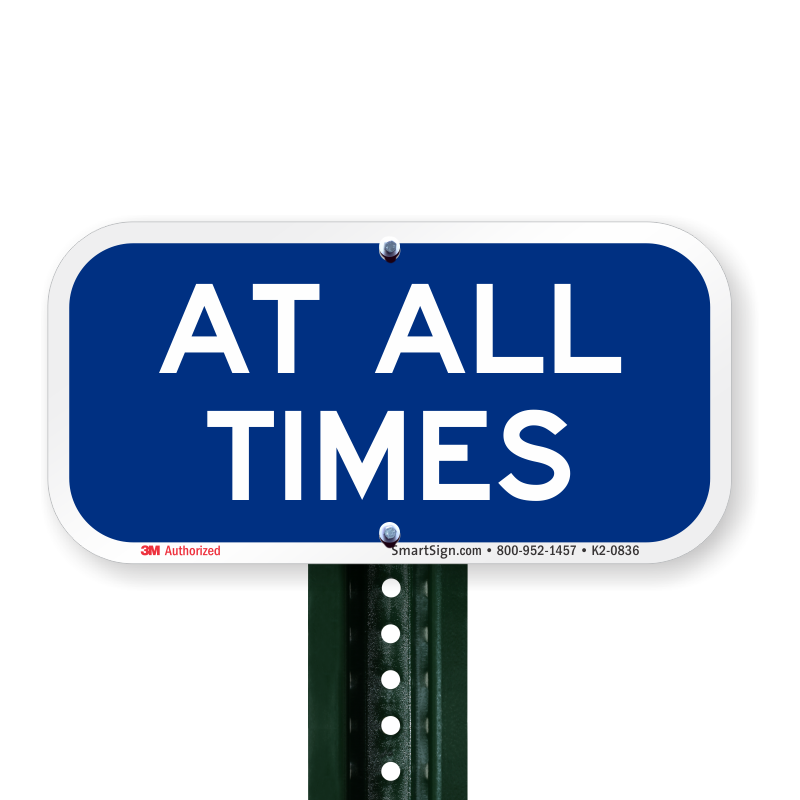 AT ALL
TIMES
3M Authorized SmartSign.com • 800-952-1457 • K2-0836